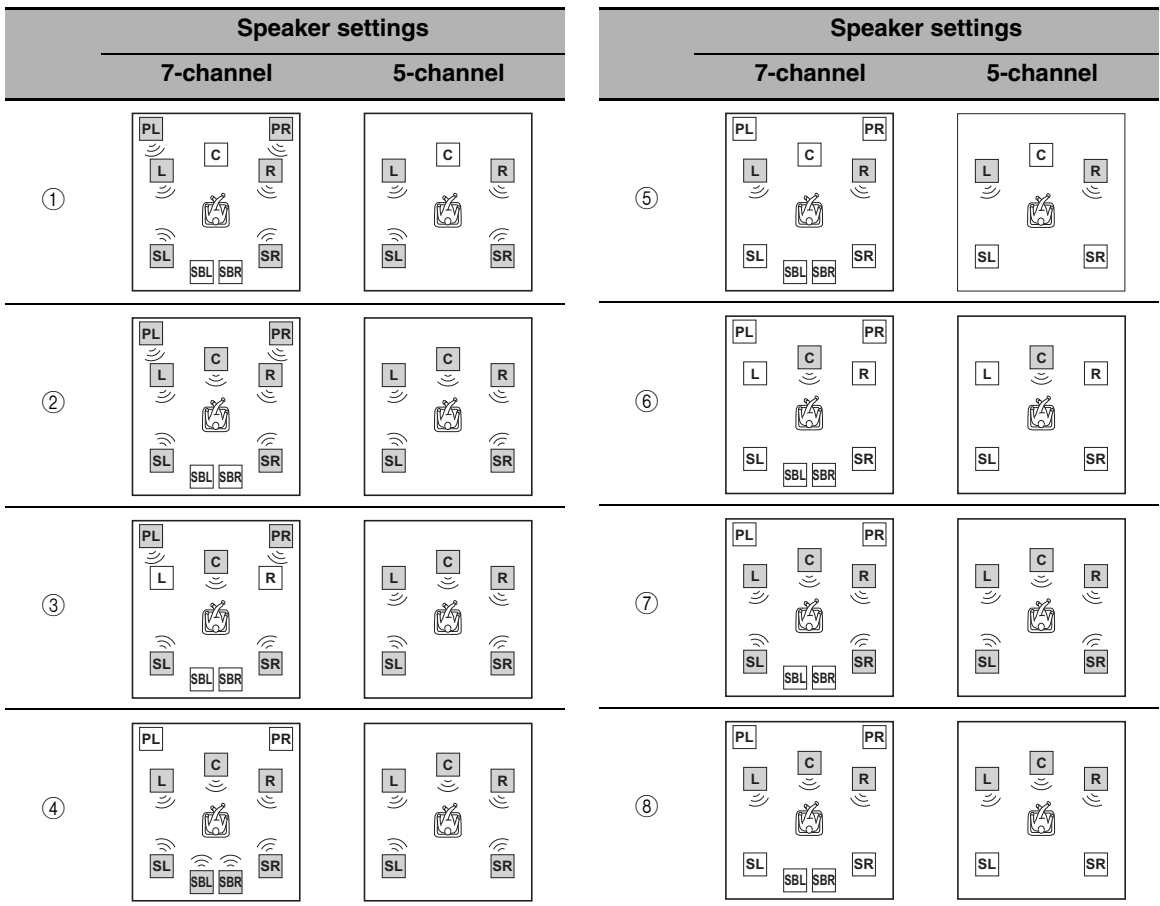 Speaker settings
7-channel 5-channel
①
PL PR
C
L R
SL SR
SBL SBR
C
L R
SL SR
②
PL PR
C
L R
SL SR
SBL SBR
C
L R
SL SR
③
PL PR
C
L R
SL SR
SBL SBR
C
L R
SL SR
④
PL PR
C
L R
SL SR
SBL SBR
C
L R
SL SR
Speaker settings
7-channel 5-channel
⑤
PL PR
C
L R
SL SR
SBL SBR
C
L R
SL SR
⑥
PL PR
C
L R
SL SR
SBL SBR
C
L R
SL SR
⑦
PL PR
C
L R
SL SR
SBL SBR
C
L R
SL SR
⑧
PL PR
C
L R
SL SR
SBL SBR
C
L R
SL SR